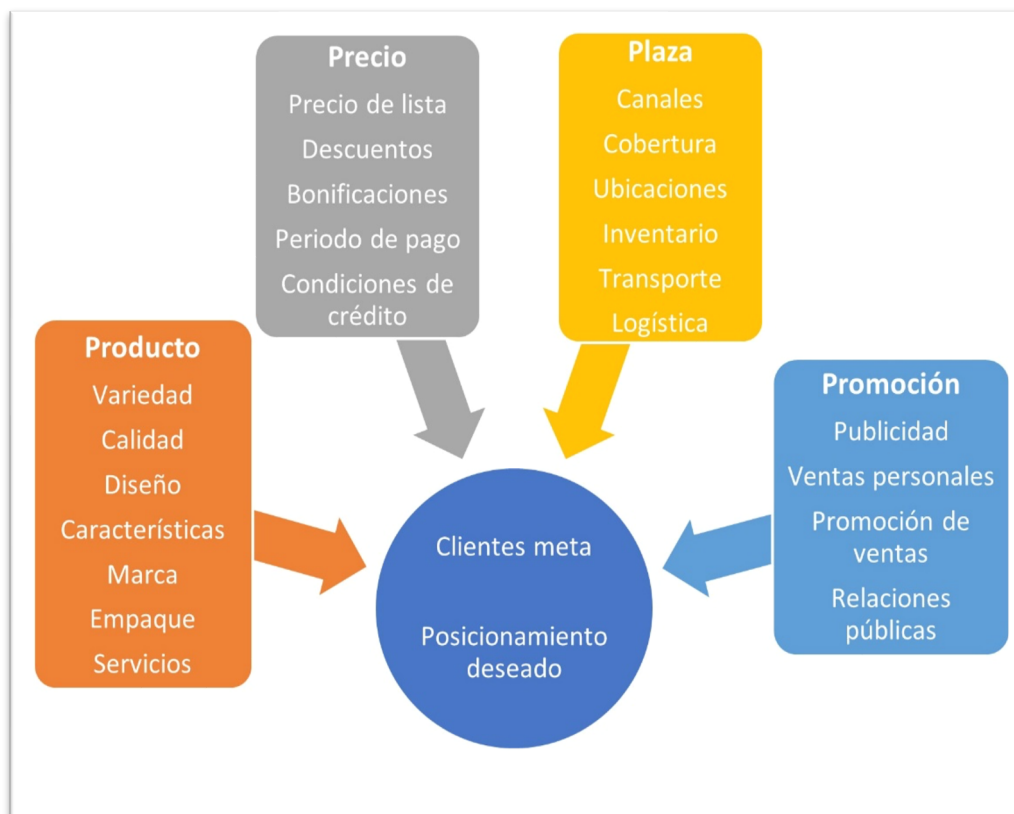 Precio
Precio de lista
Descuentos
Bonificaciones
Periodo de pago
Condiciones de
crédito
Plaza
Canales
Cobertura
Ubicaciones
Inventario
Transporte
Logística
Producto
Variedad
Calidad
Diseño
Características
Marca
Empaque
Servicios
Promoción
Publicidad
Ventas personales
Promoción de
ventas
Relaciones
públicas
Clientes meta
Posicionamiento
deseado